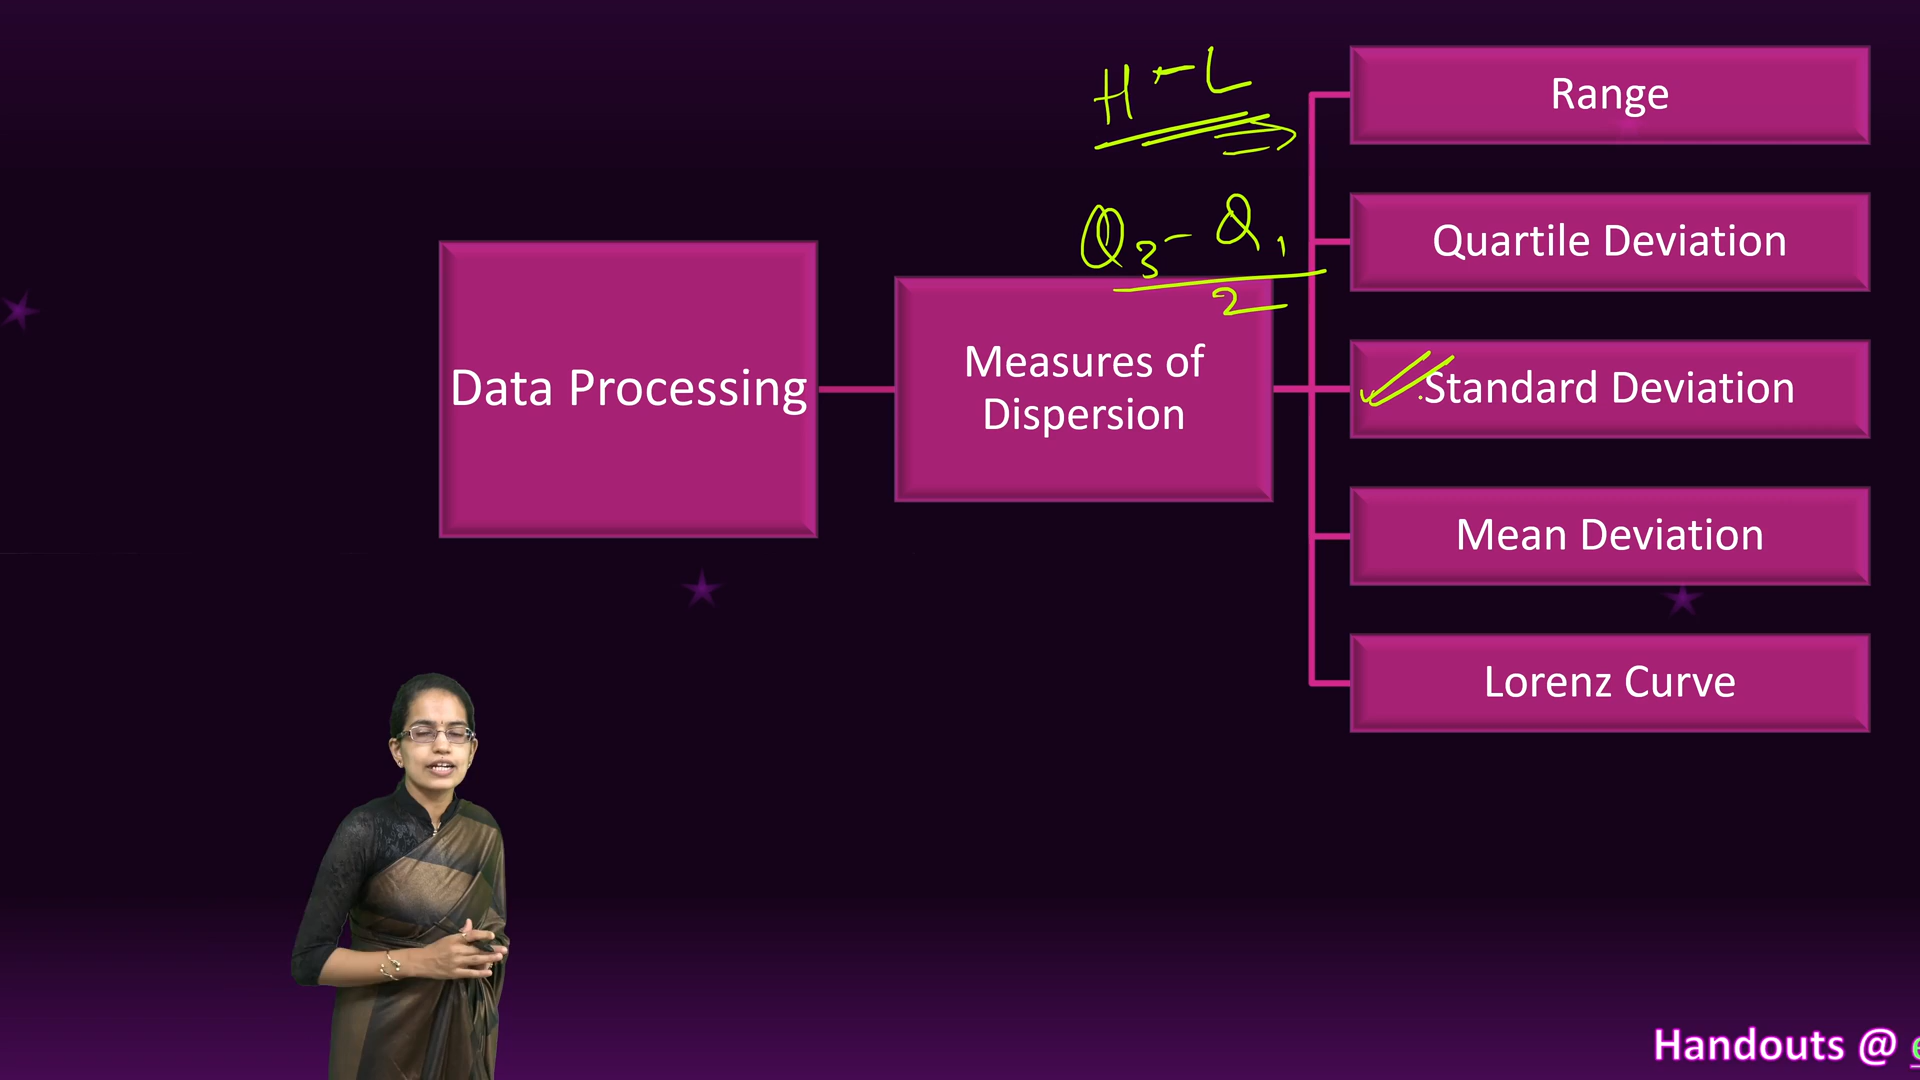 H - L
Range
Q3 - Q1
2
Quartile Deviation
Data Processing
Measures of
Dispersion
Standard Deviation
Mean Deviation
Lorenz Curve
Handouts @